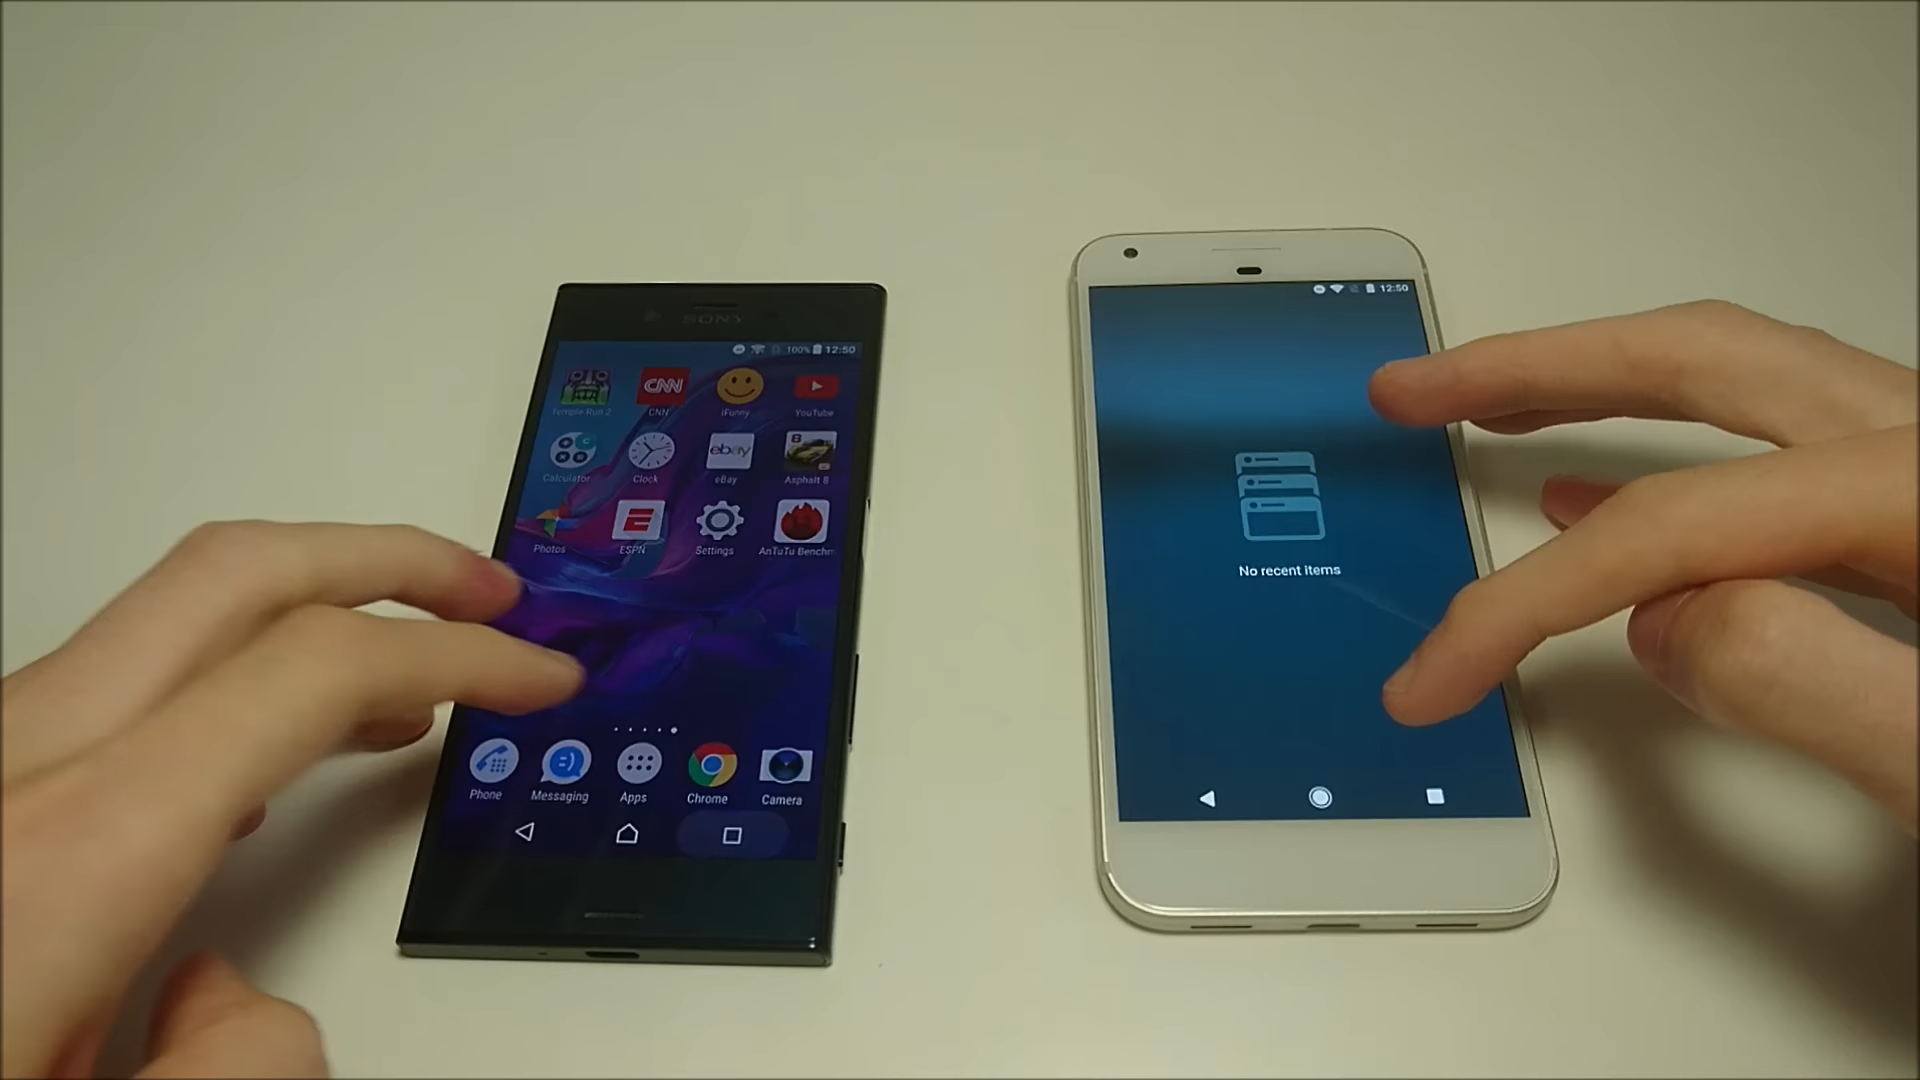 SONY
100% 12:50
Temple Run 2
CNN
CNN
iFunny
YouTube
Calculator
Clock
ebay
eBay
8
Asphalt 8
Photos
ESPN
Settings
AnTuTu Benchm
Phone
Messaging
Apps
Chrome
Camera
12:50
No recent items